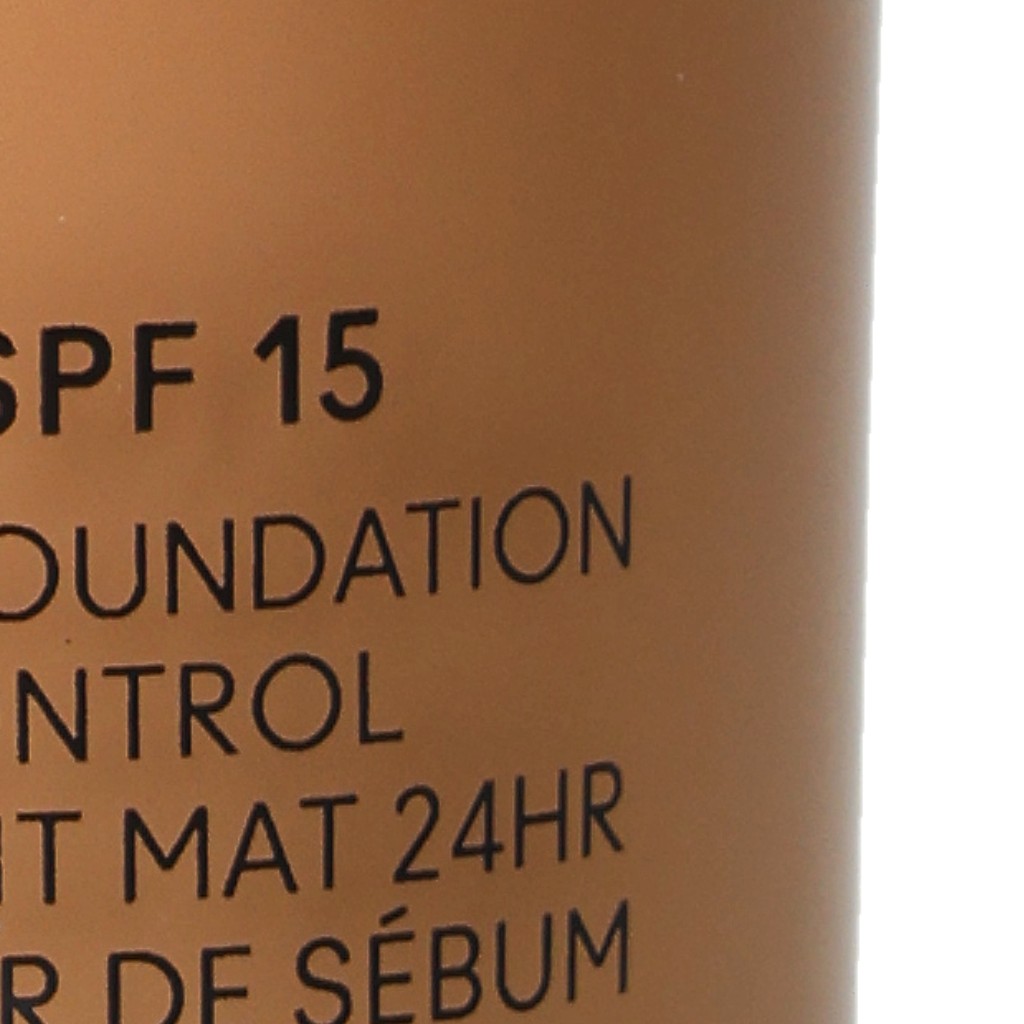 SPF 15
OUNDATION
NTROL
IT MAT 24HR
R DE SÉBUM